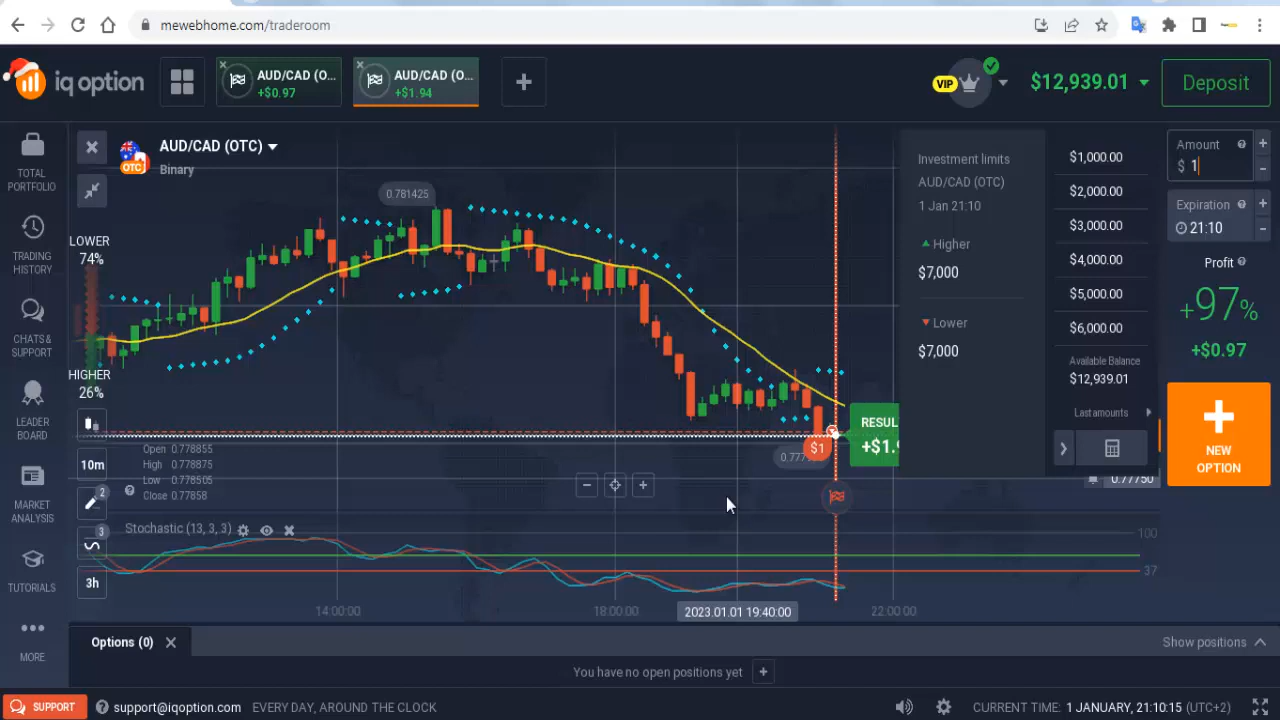 mewebhome.com/traderoom
iq option
AUD/CAD (O...
+$0.97
AUD/CAD (O...
+$1.94
VIP
$12,939.01
Deposit
TOTAL
PORTFOLIO
TRADING
HISTORY
CHATS &
SUPPORT
LEADER
BOARD
MARKET
ANALYSIS
TUTORIALS
MORE
AUD/CAD (OTC)
OTC
Binary
LOWER
74%
HIGHER
26%
0.781425
10m
2
3
3h
Open 0.778855
High 0.778875
Low 0.778505
Close 0.77858
Stochastic (13, 3, 3)
$1
RESUL
+$1.
Investment limits
AUD/CAD (OTC)
1 Jan 21:10
Higher
$7,000
Lower
$7,000
$1,000.00
$2,000.00
$3,000.00
$4,000.00
$5,000.00
$6,000.00
Available Balance
$12,939.01
Last amounts
0.77750
100
37
14:00:00
18:00:00
2023.01.01 19:40:00
22:00:00
Amount
$ 1
Expiration
21:10
Profit
+97%
+$0.97
NEW
OPTION
Options (0)
Show positions
You have no open positions yet
SUPPORT
support@iqoption.com
EVERY DAY, AROUND THE CLOCK
CURRENT TIME: 1 JANUARY, 21:10:15 (UTC+2)